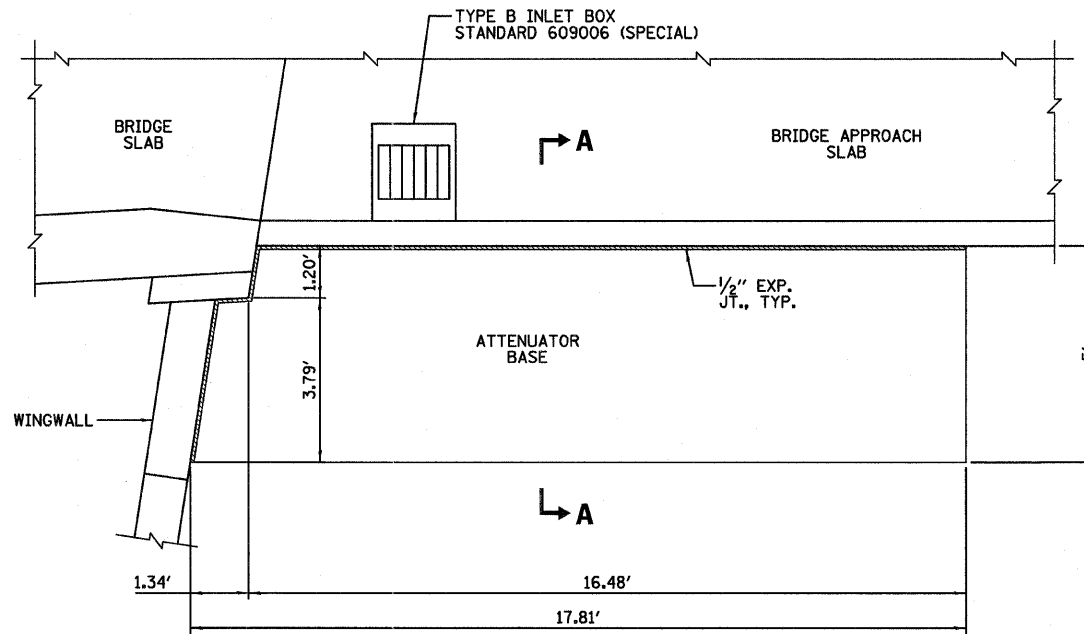 TYPE B INLET BOX
STANDARD 609006 (SPECIAL)
BRIDGE
SLAB
A
BRIDGE APPROACH
SLAB
1.20'
1/2" EXP.
JT., TYP.
ATTENUATOR
BASE
3.79'
WINGWALL
A
1.34'
16.48'
17.81'